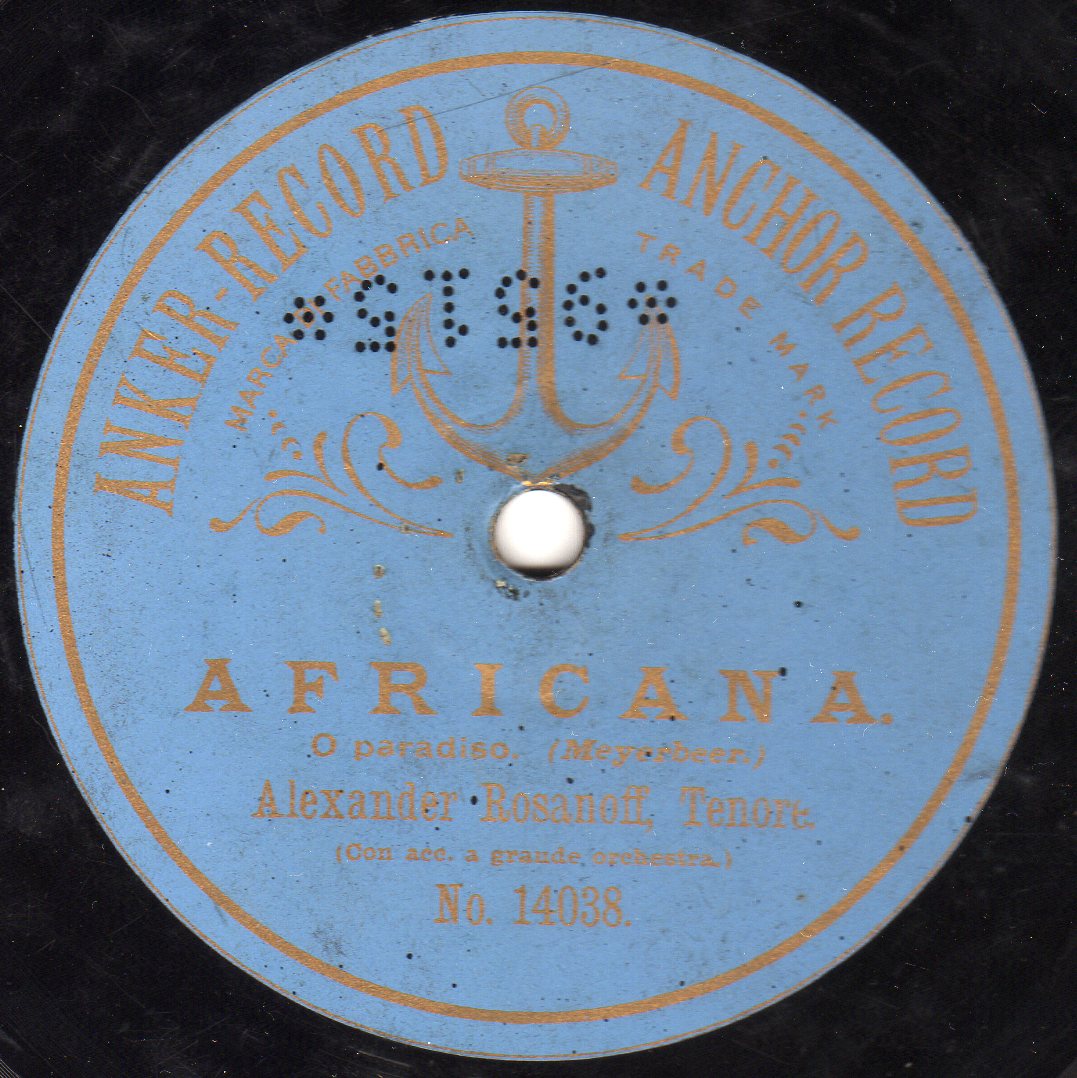 ANKER-RECORD
ANCHOR RECORD
MARCA DI FABBRICA
TRADE MARK
AFRICANA.
O paradiso. (Meyerbeer.)
Alexander Rosanoff, Tenore.
(Con acc. a grande orchestra.)
No. 14038.